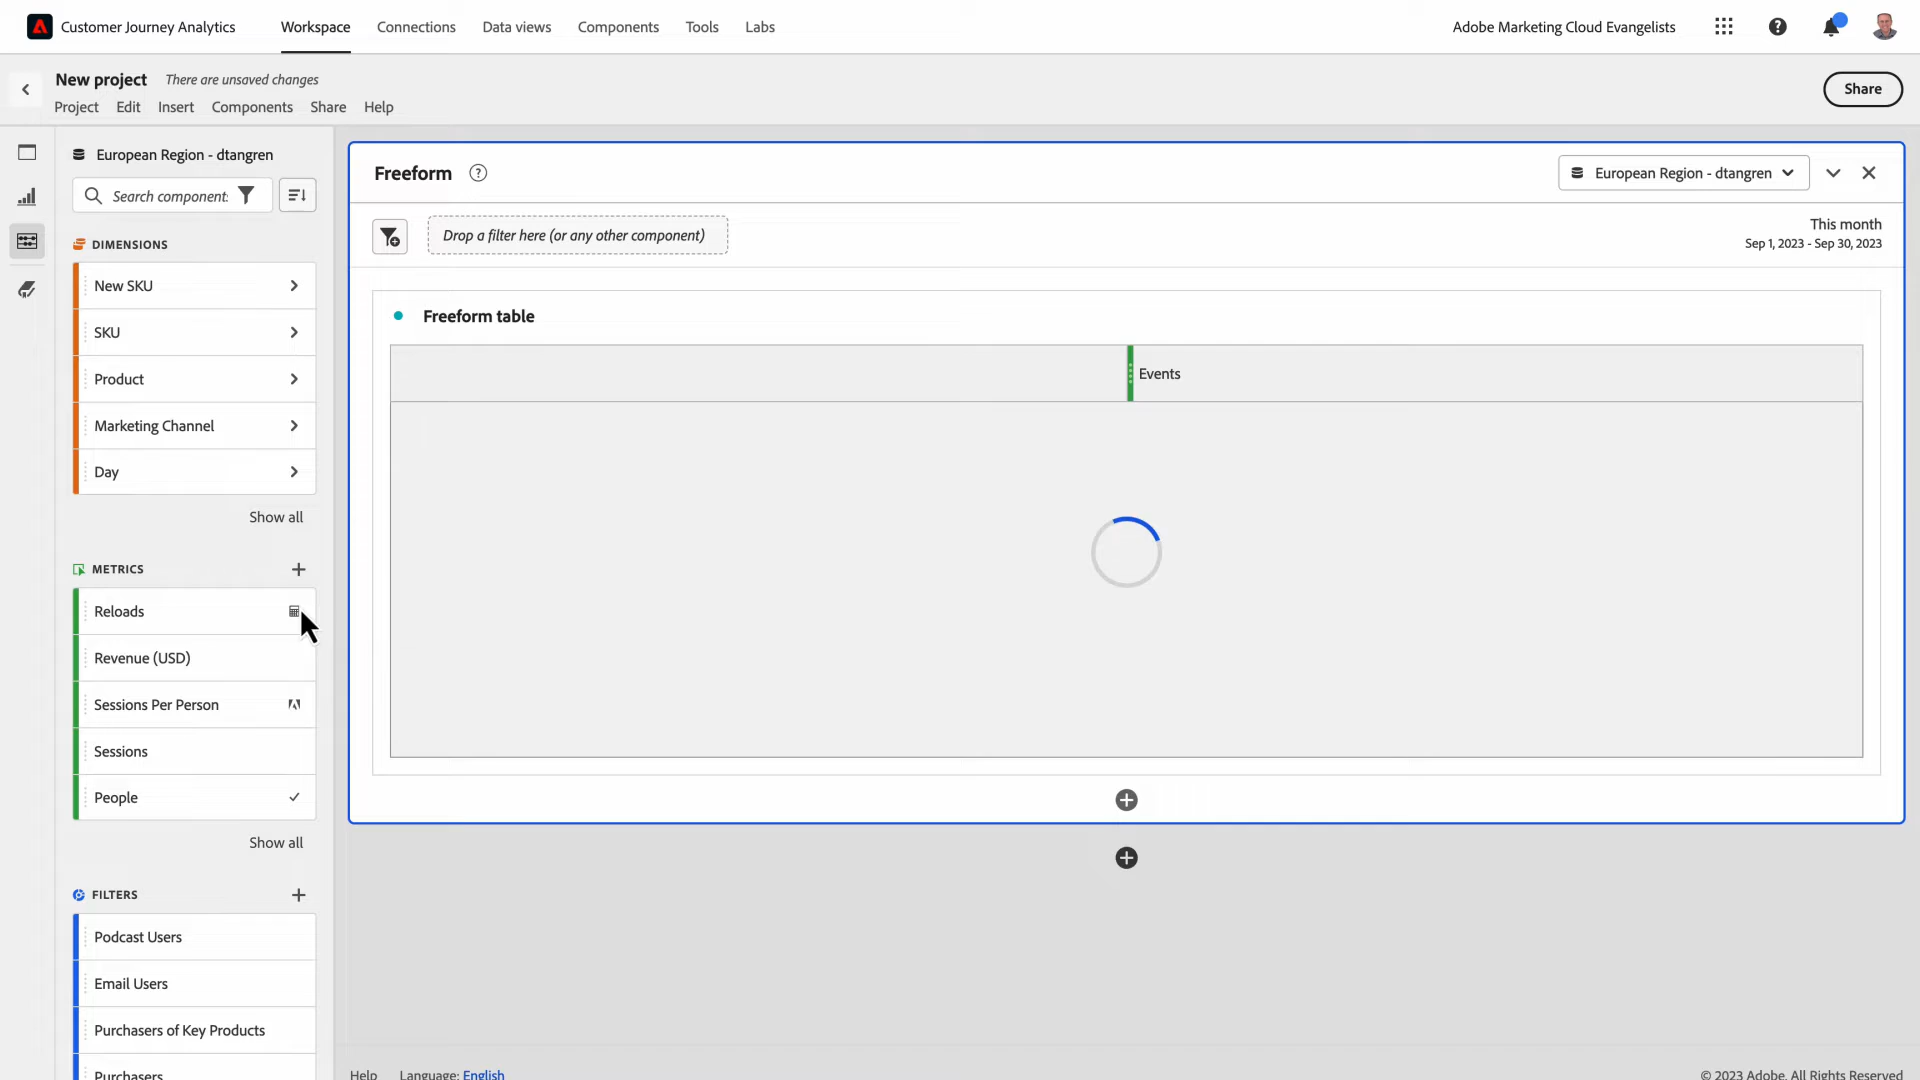 Customer Journey Analytics
Workspace
Connections
Data views
Components
Tools
Labs
Adobe Marketing Cloud Evangelists
New project
There are unsaved changes
Project
Edit
Insert
Components
Share
Help
Share
European Region - dtangren
Search component:
DIMENSIONS
New SKU
SKU
Product
Marketing Channel
Day
Show all
METRICS
Reloads
Revenue (USD)
Sessions Per Person
Sessions
People
Show all
FILTERS
Podcast Users
Email Users
Purchasers of Key Products
Purchasers
Freeform
European Region - dtangren
Drop a filter here (or any other component)
This month
Sep 1, 2023 - Sep 30, 2023
Freeform table
Events
Help
Language: English
© 2023 Adobe. All Rights Reserved